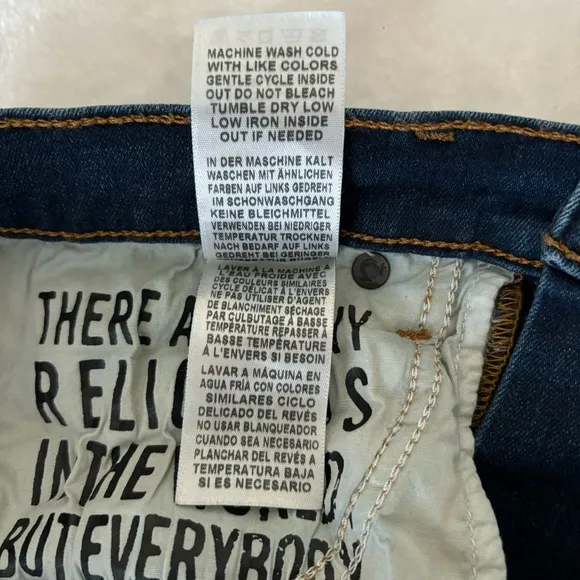 MACHINE WASH COLD
WITH LIKE COLORS
GENTLE CYCLE INSIDE
OUT DO NOT BLEACH
TUMBLE DRY LOW
LOW IRON INSIDE
OUT IF NEEDED
IN DER MASCHINE KALT
WASCHEN MIT ÄHNLICHEN
FARBEN AUF LINKS GEDREHT
IM SCHONWASCHGANG
KEINE BLEICHMITTEL
VERWENDEN BEI NIEDRIGER
TEMPERATUR TROCKNEN
NACH BEDARF AUF LINKS
GEDREHT BEI GERINGER
LAVER À LA MACHINE À
L'EAU FROIDE AVEC
DES COULEURS SIMILAIRES
CYCLE DÉLICAT À L'ENVERS
NE PAS UTILISER D'AGENT
DE BLANCHIMENT SÉCHAGE
PAR CULBUTAGE À BASSE
TEMPÉRATURE REPASSER À
BASSE TEMPÉRATURE
À L'ENVERS SI BESOIN
LAVAR A MÁQUINA EN
AGUA FRÍA CON COLORES
SIMILARES CICLO
DELICADO DEL REVÉS
NO USAR BLANQUEADOR
CUANDO SEA NECESARIO
PLANCHAR DEL REVÉS A
TEMPERATURA BAJA
SI ES NECESARIO
THERE
IN THE
BUT EVERYBODY